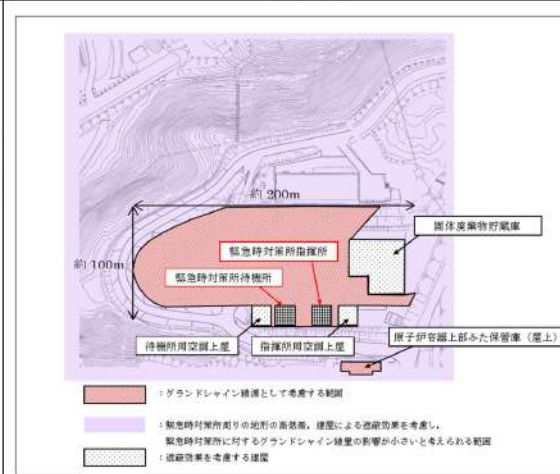 約 200m
固体廃棄物貯蔵庫
緊急時対策所指揮所
約 100m
緊急時対策所待機所
待機所用空調上屋
指揮所用空調上屋
原子炉容器上部ふた保管庫（屋上）
：グランドシャイン線源として考慮する範囲
：緊急時対策所周りの地形の高低差，建屋による遮蔽効果を考慮し，
緊急時対策所に対するグランドシャイン線量の影響が小さいと考えられる範囲
：遮蔽効果を考慮する建屋